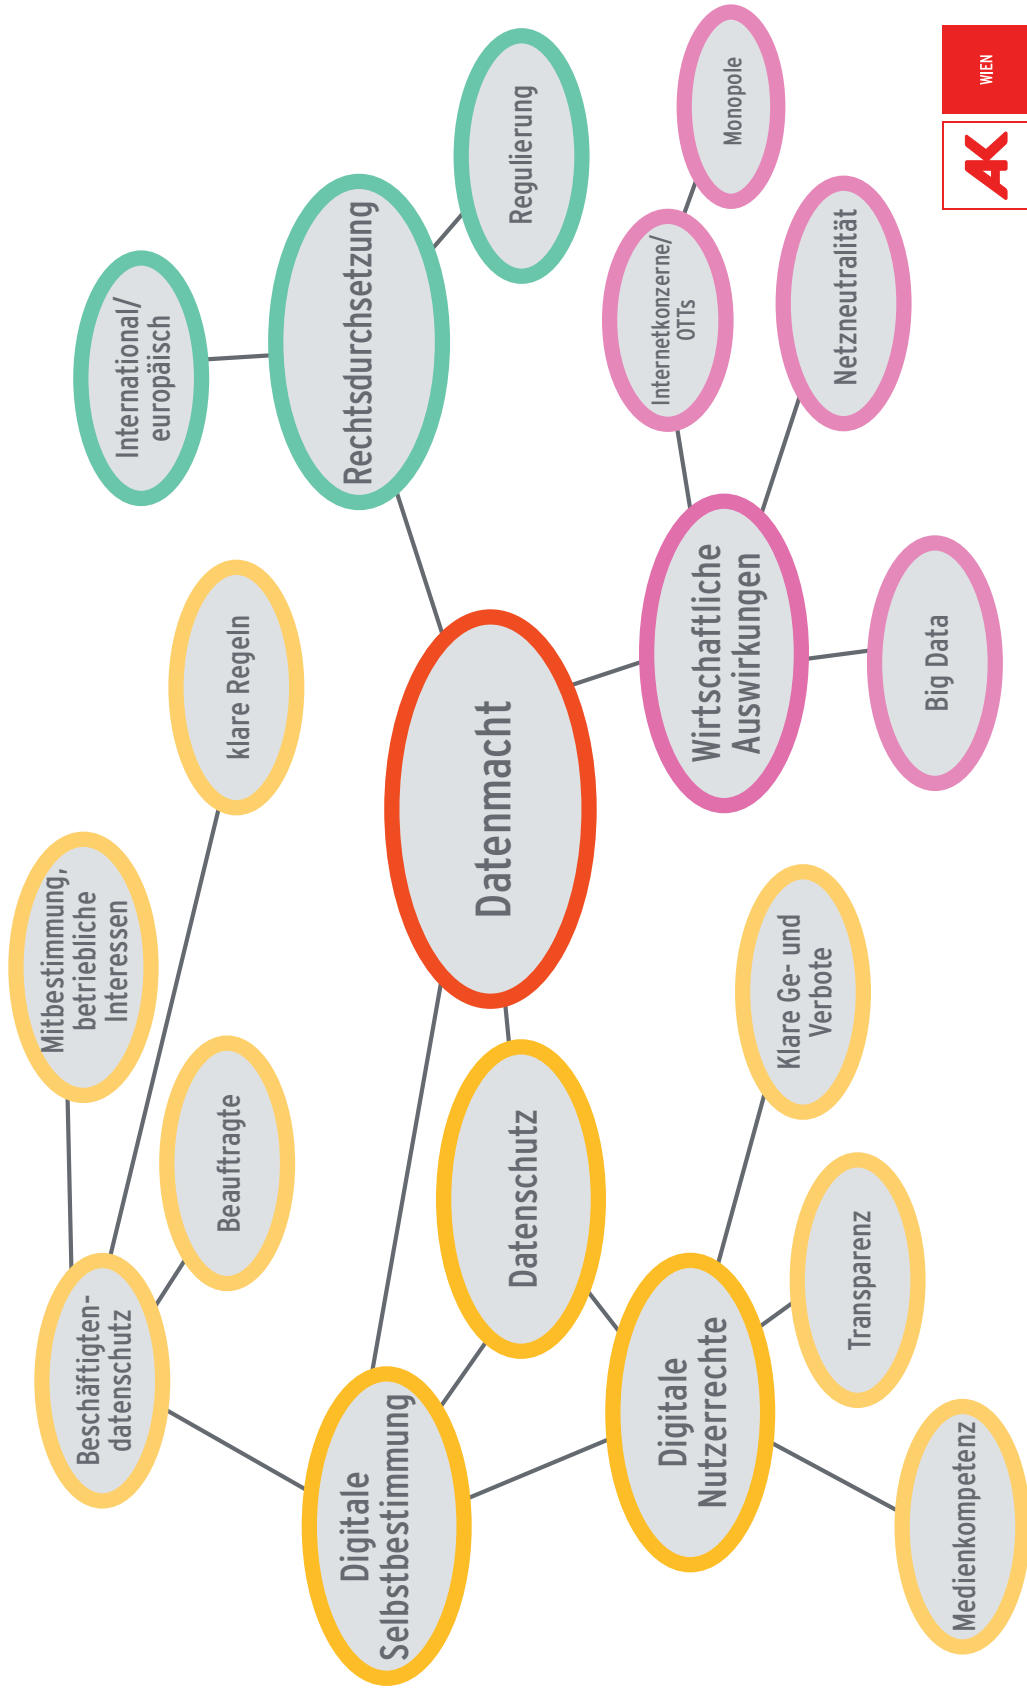 Mitbestimmung,
betriebliche
Interessen
Beschäftigten-
datenschutz
klare Regeln
Beauftragte
International/
europäisch
Rechtsdurchsetzung
Regulierung
Digitale
Selbstbestimmung
Datenmacht
Datenschutz
Digitale
Nutzerrechte
Wirtschaftliche
Auswirkungen
Internetkonzerne/
OTTs
Monopole
Netzneutralität
Big Data
Klare Ge- und
Verbote
Transparenz
Medienkompetenz
AK
WIEN